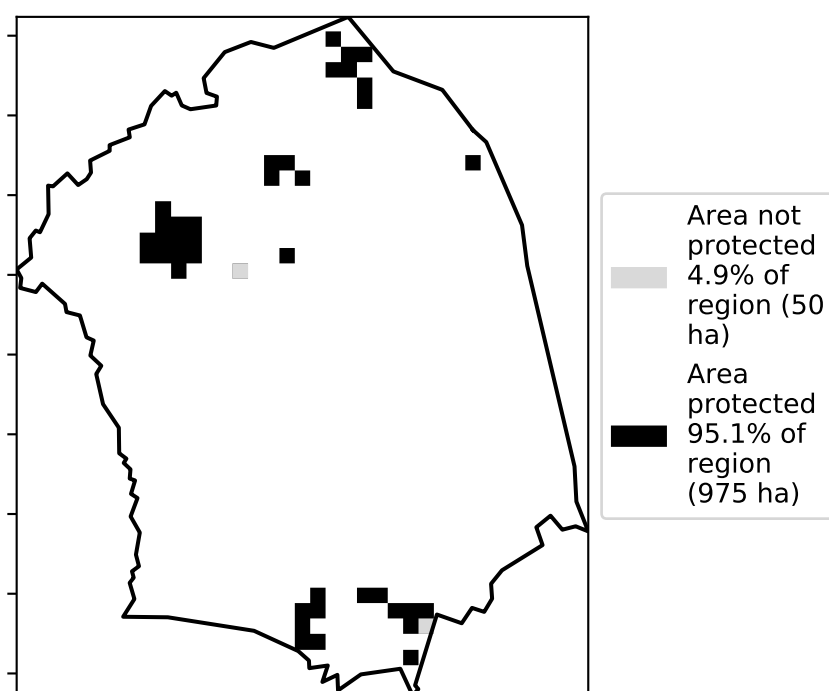 Area not
protected
4.9% of
region (50
ha)
Area
protected
95.1% of
region
(975 ha)